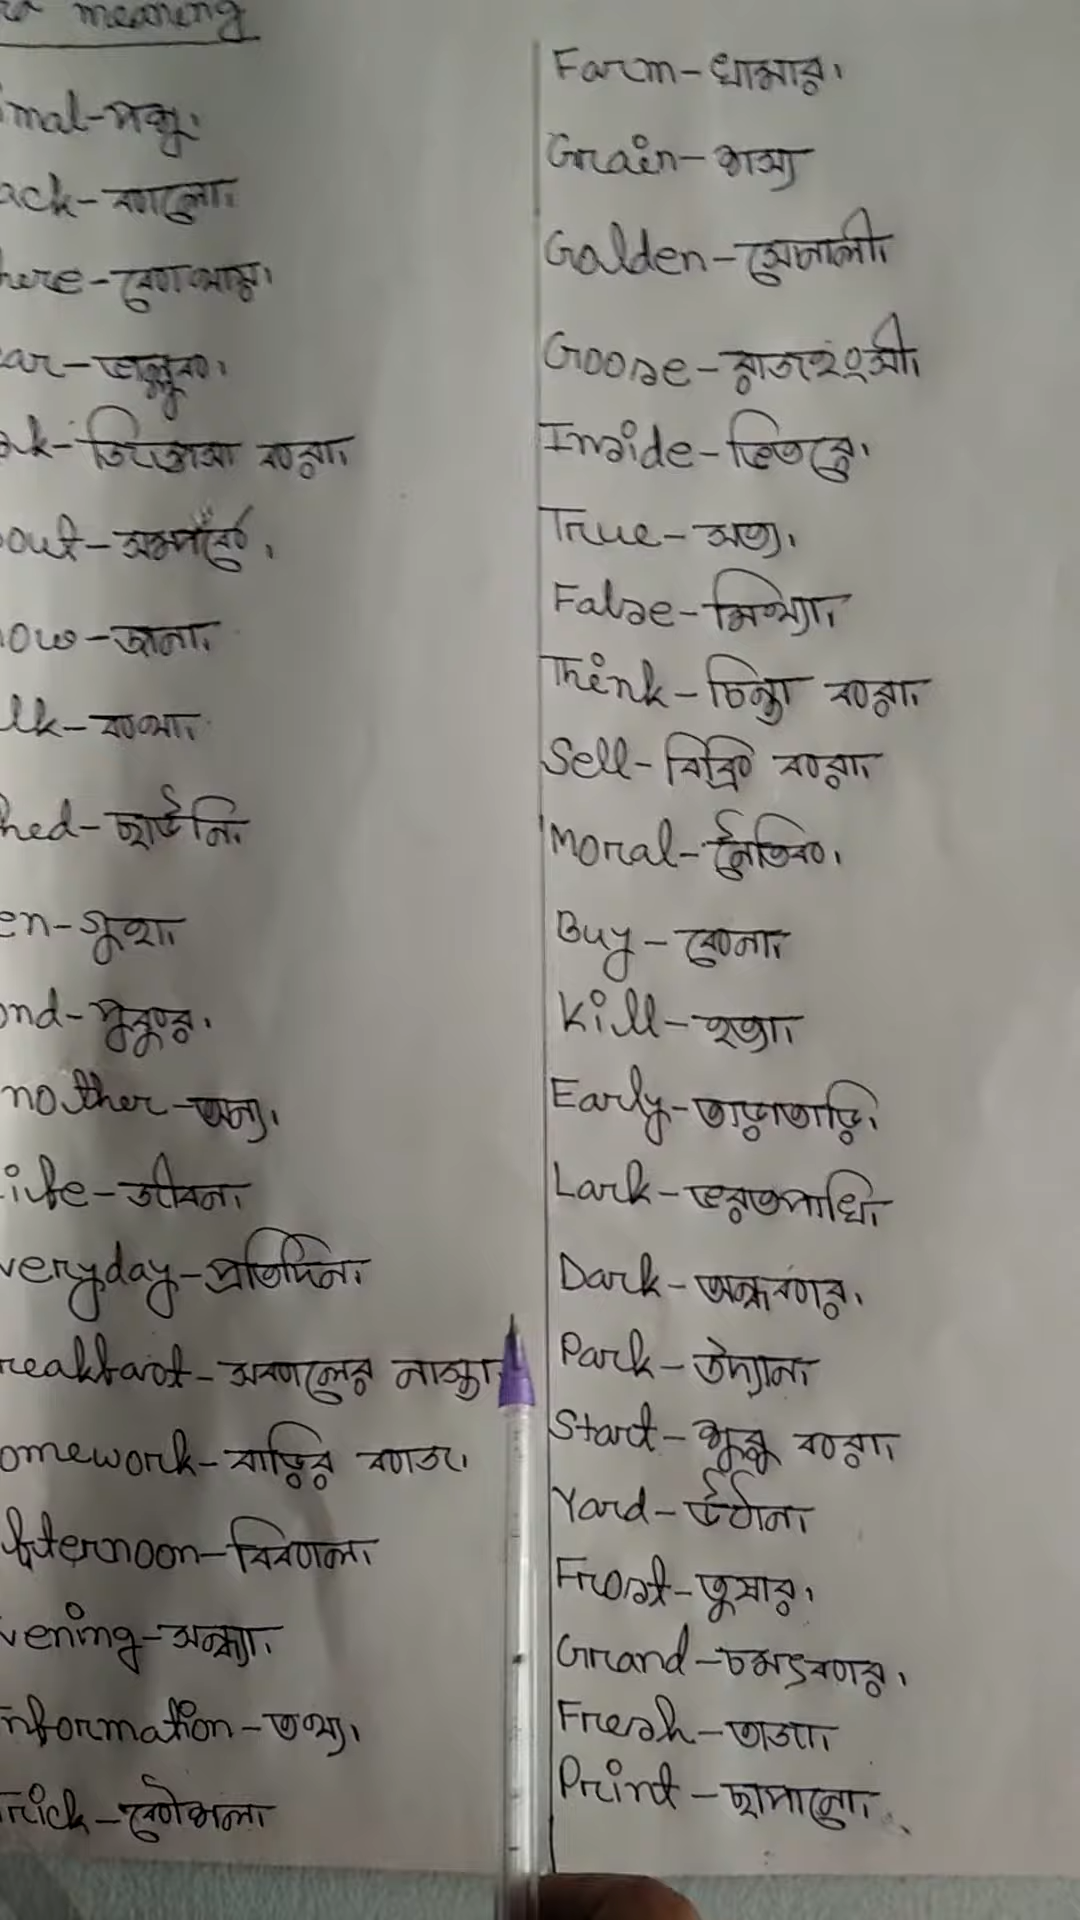 meaning
mal-পশু।
ack-কালো।
here-কোথায়।
ar-ভাল্লুক।
k-জিজ্ঞাসা করা।
out-সম্পর্কে।
ow-জানা।
lk-কথা।
hed-ছাউনি।
en-গুহা।
ond-পুকুর।
nother-অন্য।
ife-জীবন।
veryday-প্রতিদিন।
reakfast-সকালের নাস্তা
omework-বাড়ির কাজ।
fternoon-বিকাল।
vening-সন্ধ্যা।
nformation-তথ্য।
rick-কৌশল।
Farm-খামার।
Grain-শস্য
Golden-সোনালী।
Goose-রাজহংসী।
Inside-ভিতরে।
True-সত্য।
False-মিথ্যা।
Think-চিন্তা করা।
Sell-বিক্রি করা।
Moral-নৈতিক।
Buy-কেনা।
Kill-হত্যা।
Early-তাড়াতাড়ি।
Lark-ভরতপাখি।
Dark-অন্ধকার।
Park-উদ্যান।
Start-শুরু করা।
Yard-উঠান।
Frost-তুষার।
Grand-চমৎকার।
Fresh-তাজা।
Print-ছাপানো।